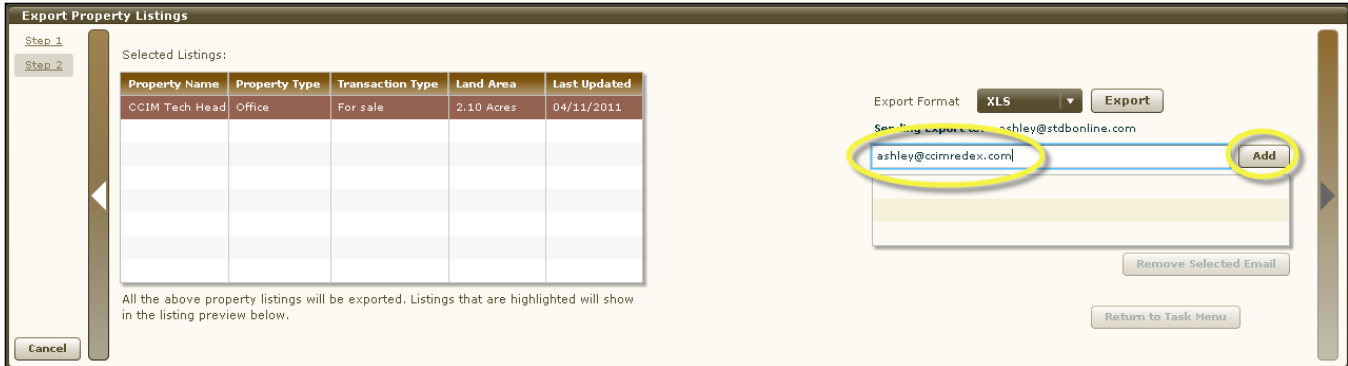 Export Property Listings
Step 1
Step 2
Selected Listings:
Property Name Property Type Transaction Type Land Area Last Updated
CCIM Tech Head Office For sale 2.10 Acres 04/11/2011
All the above property listings will be exported. Listings that are highlighted will show
in the listing preview below.
Cancel
Export Format XLS Export
Sending Export to: ashley@stdbonline.com
ashley@ccimredex.com Add
Remove Selected Email
Return to Task Menu